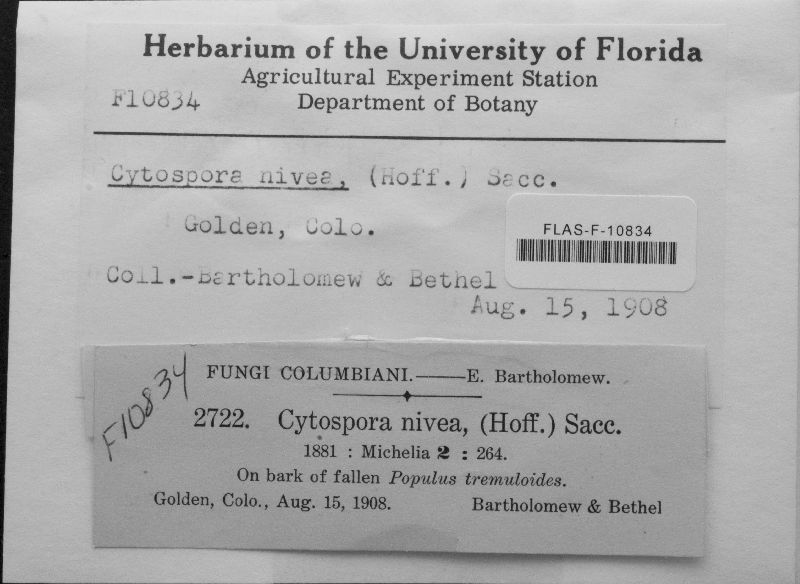 Herbarium of the University of Florida
Agricultural Experiment Station
F10834
Department of Botany
Cytospora nivea, (Hoff.) Sacc.
Golden, Colo.
FLAS-F-10834
Coll.-Bartholomew & Bethel
Aug. 15, 1908
F10834
FUNGI COLUMBIANI.——E. Bartholomew.
2722. Cytospora nivea, (Hoff.) Sacc.
1881 : Michelia 2 : 264.
On bark of fallen Populus tremuloides.
Golden, Colo., Aug. 15, 1908. Bartholomew & Bethel